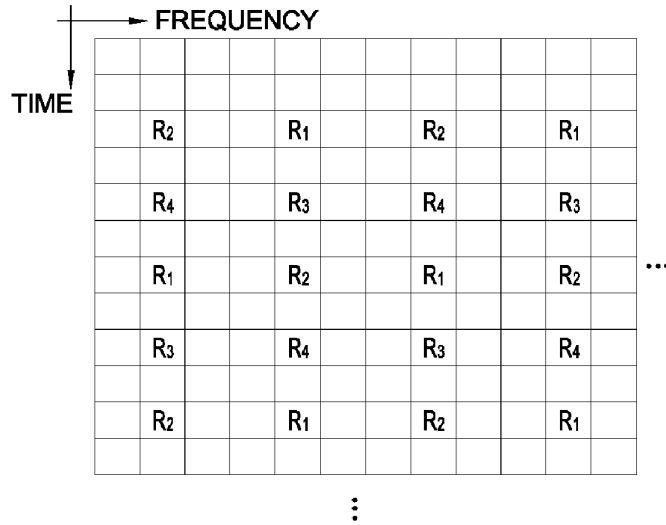 FREQUENCY
TIME
R₂ R₁ R₂ R₁
R₄ R₃ R₄ R₃
R₁ R₂ R₁ R₂
R₃ R₄ R₃ R₄
R₂ R₁ R₂ R₁